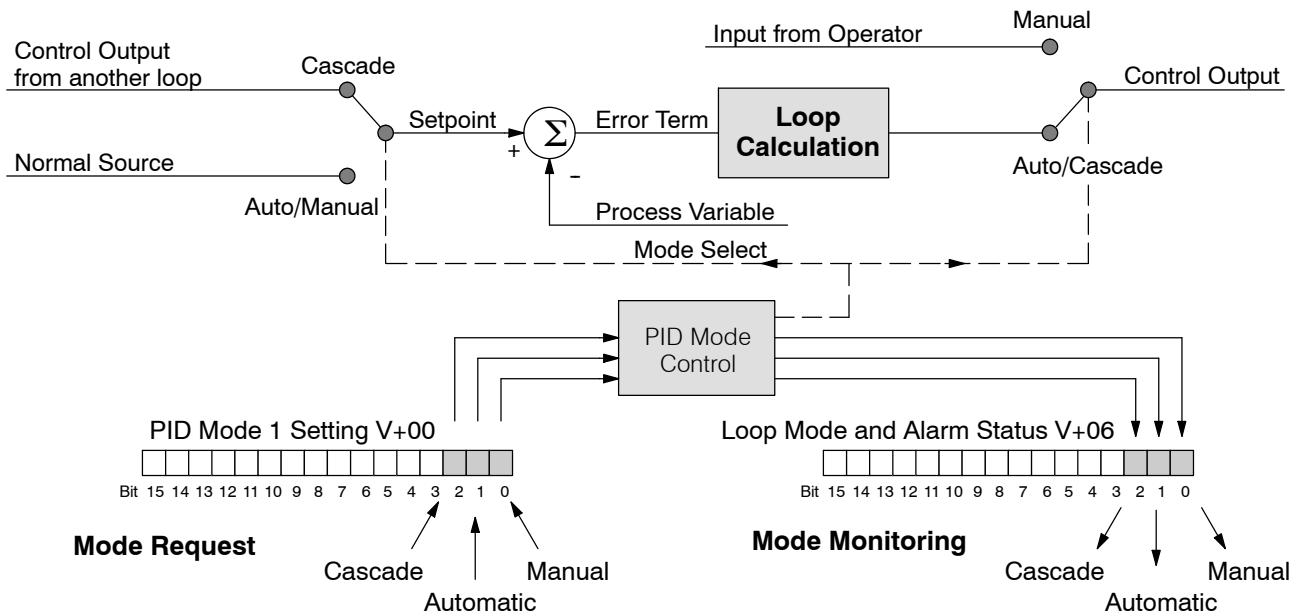 Manual
Input from Operator
Control Output
from another loop
Cascade
Control Output
Setpoint
+
Σ
-
Error Term
Loop
Calculation
Normal Source
Auto/Manual
Auto/Cascade
Process Variable
Mode Select
PID Mode
Control
PID Mode 1 Setting V+00
Bit 15 14 13 12 11 10 9 8 7 6 5 4 3 2 1 0
Mode Request
Cascade
Automatic
Manual
Loop Mode and Alarm Status V+06
Bit 15 14 13 12 11 10 9 8 7 6 5 4 3 2 1 0
Mode Monitoring
Cascade
Automatic
Manual